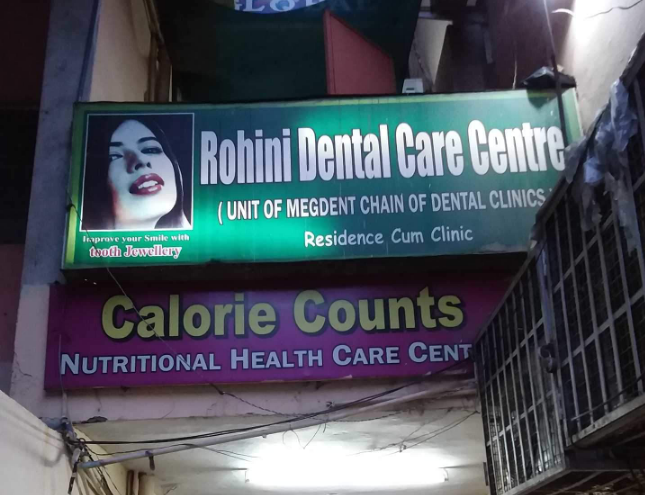 Rohini Dental Care Centre
( UNIT OF MEGDENT CHAIN OF DENTAL CLINICS
Residence Cum Clinic
Improve your Smile with
tooth Jewellery
Calorie Counts
NUTRITIONAL HEALTH CARE CENT